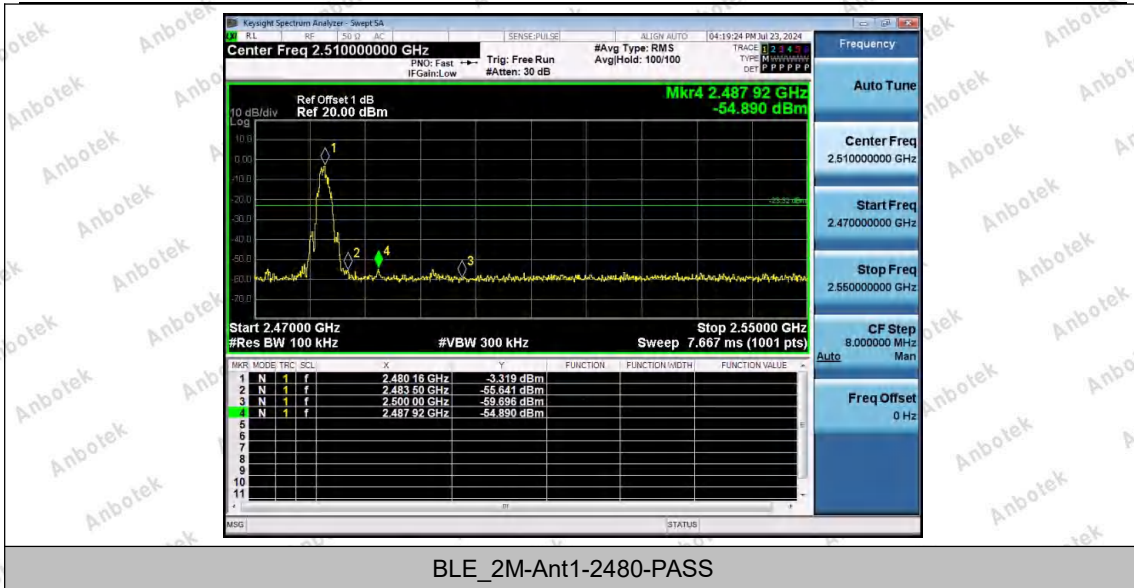 Keysight Spectrum Analyzer - Swept SA
RL RF 50 Ω AC SENSE:PULSE ALIGN AUTO 04:19:24 PM Jul 23, 2024
Center Freq 2.510000000 GHz
PNO: Fast
IFGain:Low
Trig: Free Run
#Atten: 30 dB
#Avg Type: RMS
Avg|Hold: 100/100
TRACE 1 2 3 4 5 6
TYPE M
DET P P P P P P
Mkr4 2.487 92 GHz
-54.890 dBm
Ref Offset 1 dB
10 dB/div Ref 20.00 dBm
Log
10.0
0.00
-10.0
-20.0
-30.0
-40.0
-50.0
-60.0
-70.0
1
2
4
3
Start 2.47000 GHz Stop 2.55000 GHz
#Res BW 100 kHz #VBW 300 kHz Sweep 7.667 ms (1001 pts)
MKR MODE TRC SCL X Y FUNCTION FUNCTION WIDTH FUNCTION VALUE
1 N 1 f 2.480 16 GHz -3.319 dBm
2 N 1 f 2.483 50 GHz -55.641 dBm
3 N 1 f 2.500 00 GHz -59.696 dBm
4 N 1 f 2.487 92 GHz -54.890 dBm
5
6
7
8
9
10
11
MSG STATUS
Frequency
Auto Tune
Center Freq
2.510000000 GHz
Start Freq
2.470000000 GHz
Stop Freq
2.550000000 GHz
CF Step
8.000000 MHz
Auto Man
Freq Offset
0 Hz
BLE_2M-Ant1-2480-PASS
Anbotek